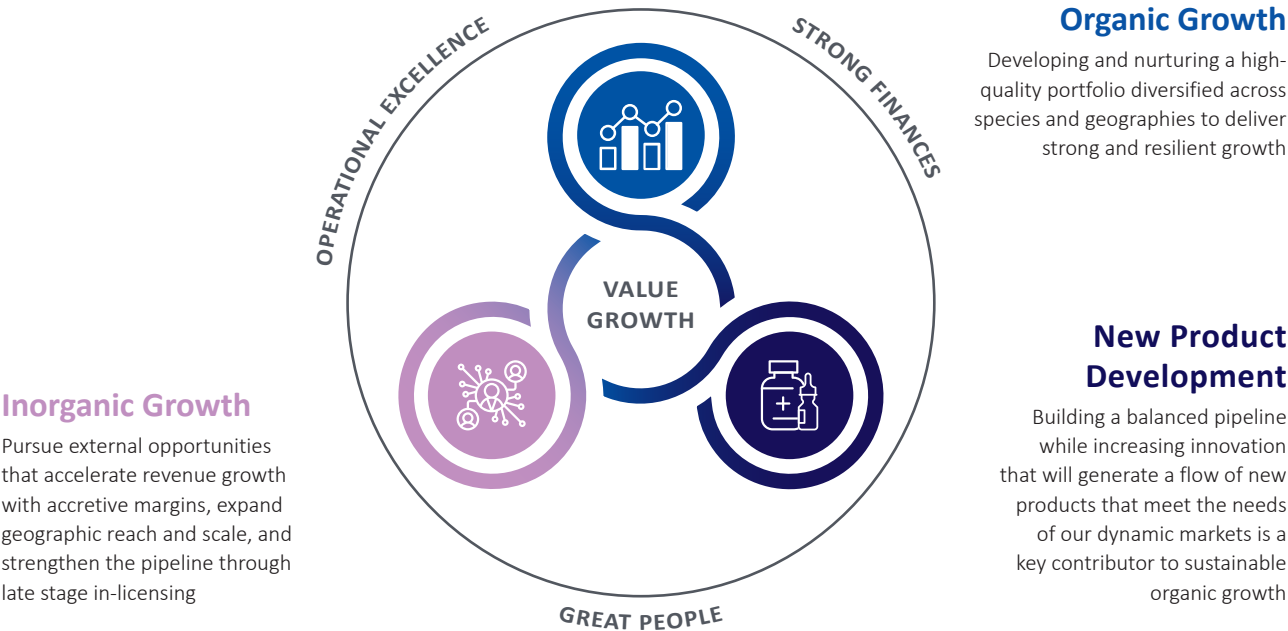 OPERATIONAL EXCELLENCE
STRONG FINANCES
Organic Growth
Developing and nurturing a high-
quality portfolio diversified across
species and geographies to deliver
strong and resilient growth
VALUE
GROWTH
New Product
Development
Building a balanced pipeline
while increasing innovation
that will generate a flow of new
products that meet the needs
of our dynamic markets is a
key contributor to sustainable
organic growth
Inorganic Growth
Pursue external opportunities
that accelerate revenue growth
with accretive margins, expand
geographic reach and scale, and
strengthen the pipeline through
late stage in-licensing
GREAT PEOPLE